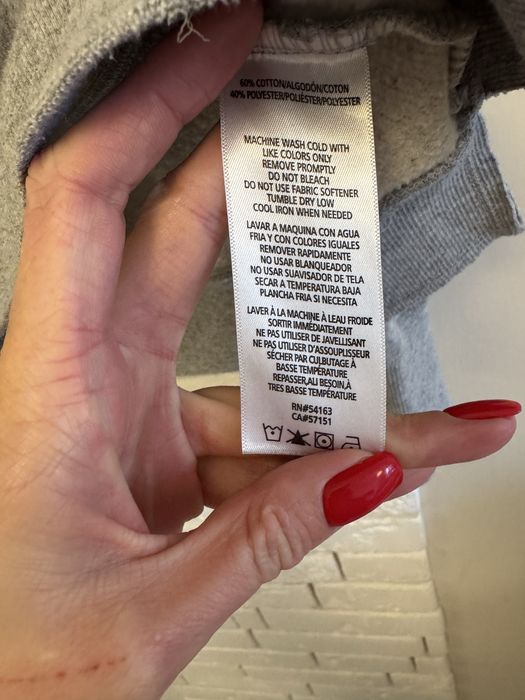 60% COTTON/ALGODÓN/COTON
40% POLYESTER/POLIÉSTER/POLYESTER
MACHINE WASH COLD WITH
LIKE COLORS ONLY
REMOVE PROMPTLY
DO NOT BLEACH
DO NOT USE FABRIC SOFTENER
TUMBLE DRY LOW
COOL IRON WHEN NEEDED
LAVAR A MAQUINA CON AGUA
FRIA Y CON COLORES IGUALES
REMOVER RAPIDAMENTE
NO USAR BLANQUEADOR
NO USAR SUAVISADOR DE TELA
SECAR A TEMPERATURA BAJA
PLANCHA FRIA SI NECESITA
LAVER À LA MACHINE À LEAU FROIDE
SORTIR IMMÉDIATEMENT
NE PAS UTILISER DE JAVELLISANT
NE PAS UTILISER D'ASSOUPLISEUR
SÉCHER PAR CULBUTAGE À
BASSE TEMPÉRATURE
REPASSER,AU BESOIN,À
TRES BASSE TEMPÉRATURE
RN#54163
CA#57151